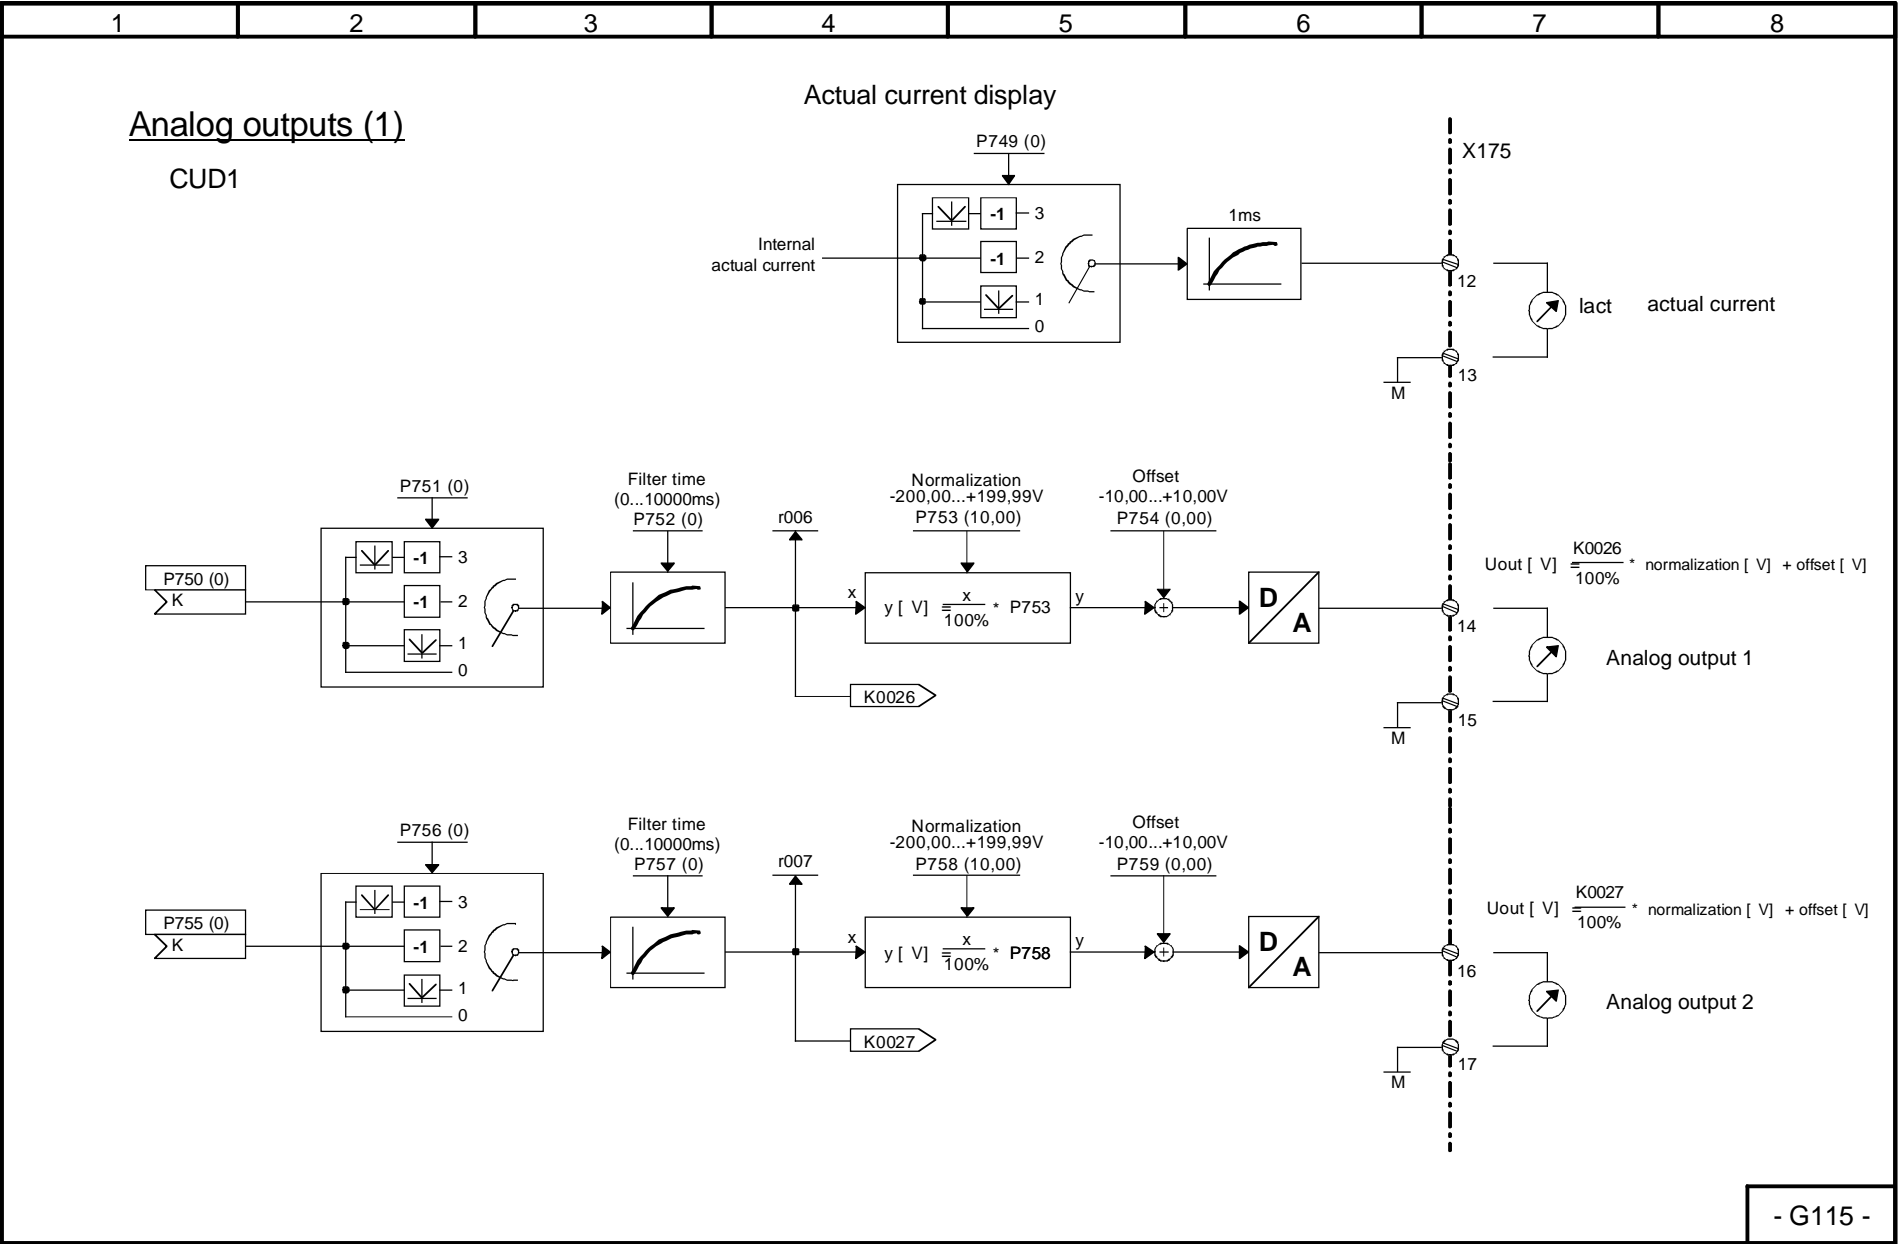 1 2 3 4 5 6 7 8
Analog outputs (1)
CUD1
Actual current display
P749 (0)
X175
-1 3
-1 2
1
0
Internal
actual current
1ms
12
Iact actual current
13
M
P750 (0)
K
P751 (0)
-1 3
-1 2
1
0
Filter time
(0...10000ms)
P752 (0)
r006
K0026
Normalization
-200,00...+199,99V
P753 (10,00)
x
y [ V] = x/100% * P753
y
Offset
-10,00...+10,00V
P754 (0,00)
+
D
A
Uout [ V] = K0026/100% * normalization [ V] + offset [ V]
14
Analog output 1
15
M
P755 (0)
K
P756 (0)
-1 3
-1 2
1
0
Filter time
(0...10000ms)
P757 (0)
r007
K0027
Normalization
-200,00...+199,99V
P758 (10,00)
x
y [ V] = x/100% * P758
y
Offset
-10,00...+10,00V
P759 (0,00)
+
D
A
Uout [ V] = K0027/100% * normalization [ V] + offset [ V]
16
Analog output 2
17
M
- G115 -